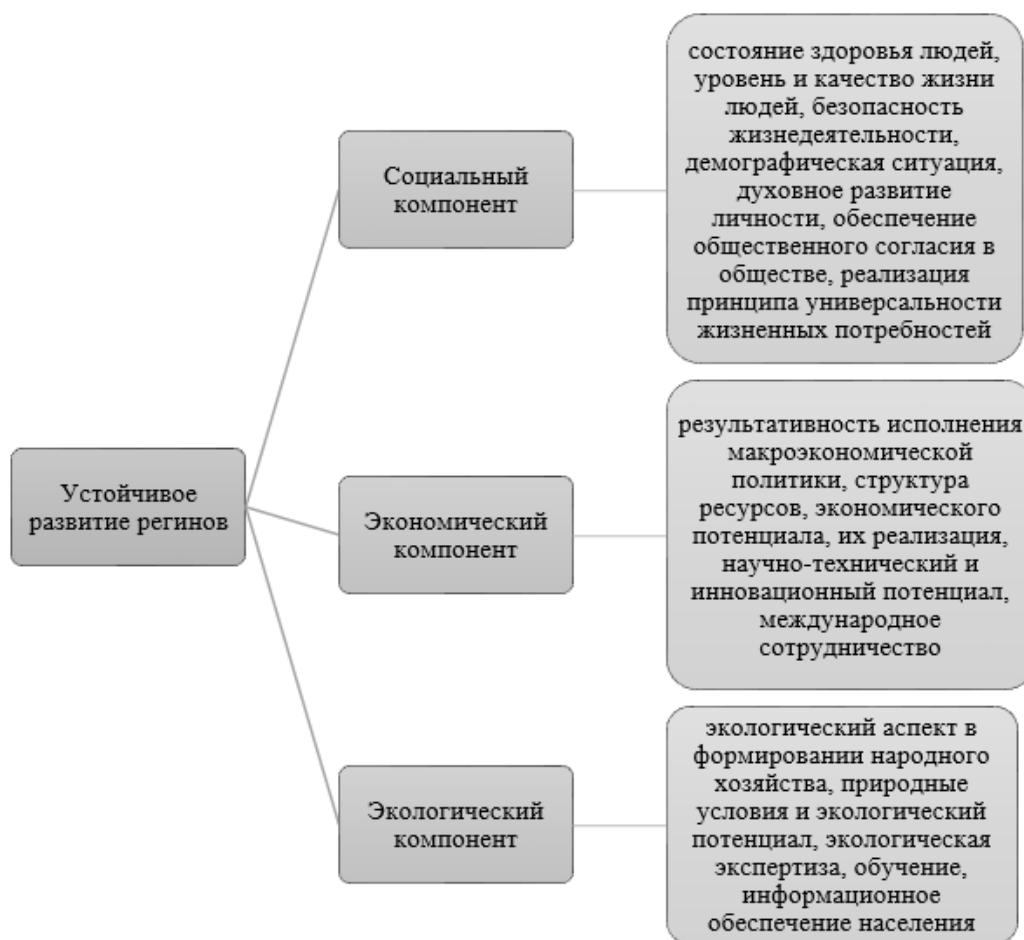 Устойчивое
развитие регинов
Социальный
компонент
состояние здоровья людей,
уровень и качество жизни
людей, безопасность
жизнедеятельности,
демографическая ситуация,
духовное развитие
личности, обеспечение
общественного согласия в
обществе, реализация
принципа универсальности
жизненных потребностей
Экономический
компонент
результативность исполнения
макроэкономической
политики, структура
ресурсов, экономического
потенциала, их реализация,
научно-технический и
инновационный потенциал,
международное
сотрудничество
Экологический
компонент
экологический аспект в
формировании народного
хозяйства, природные
условия и экологический
потенциал, экологическая
экспертиза, обучение,
информационное
обеспечение населения